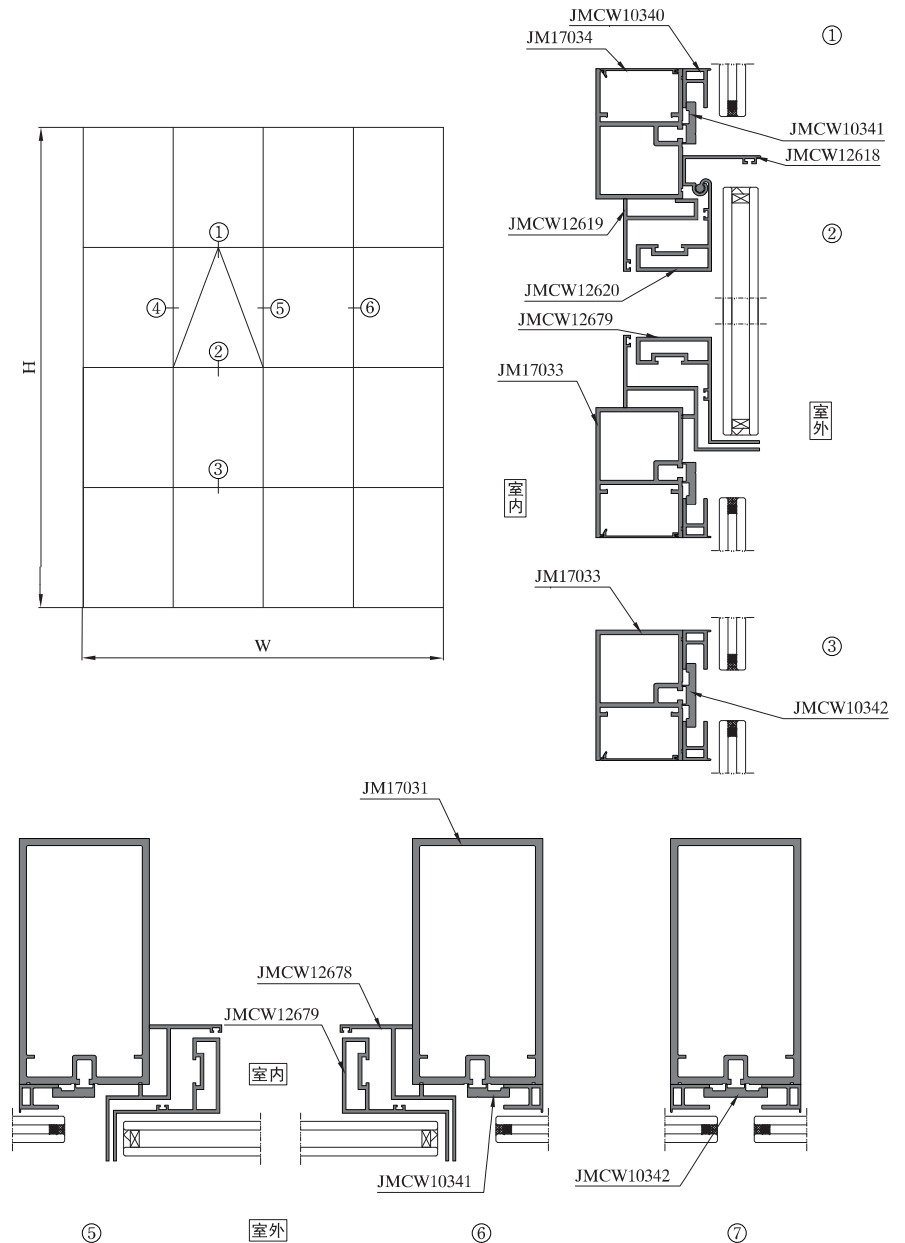 JMCW10340
JM17034
①
JMCW10341
JMCW12618
JMCW12619
②
JMCW12620
JMCW12679
JM17033
室外
室内
JM17033
③
JMCW10342
①
④
⑤
⑥
②
③
H
W
JM17031
JMCW12678
JMCW12679
室内
JMCW10341
JMCW10342
⑤
室外
⑥
⑦